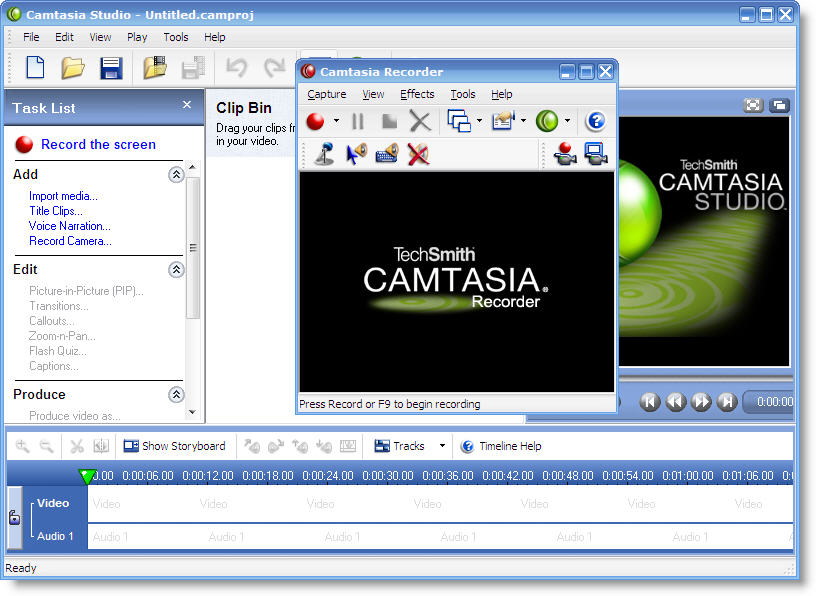 Camtasia Studio - Untitled.camproj
File Edit View Play Tools Help
Task List
Record the screen
Add
Import media...
Title Clips...
Voice Narration...
Record Camera...
Edit
Picture-in-Picture (PIP)...
Transitions...
Callouts...
Zoom-n-Pan...
Flash Quiz...
Captions...
Produce
Produce video as...
Clip Bin
Drag your clips
in your video.
Camtasia Recorder
Capture View Effects Tools Help
TechSmith
CAMTASIA®
Recorder
Press Record or F9 to begin recording
TechSmith
CAMTASIA
STUDIO
0:00:00
Show Storyboard Tracks Timeline Help
0.00 0:00:06.00 0:00:12.00 0:00:18.00 0:00:24.00 0:00:30.00 0:00:36.00 0:00:42.00 0:00:48.00 0:00:54.00 0:01:00.00 0:01:06.00
Video Video Video Video Video Video Video Video
Audio 1 Audio 1 Audio 1 Audio 1 Audio 1 Audio 1 Audio 1
Ready